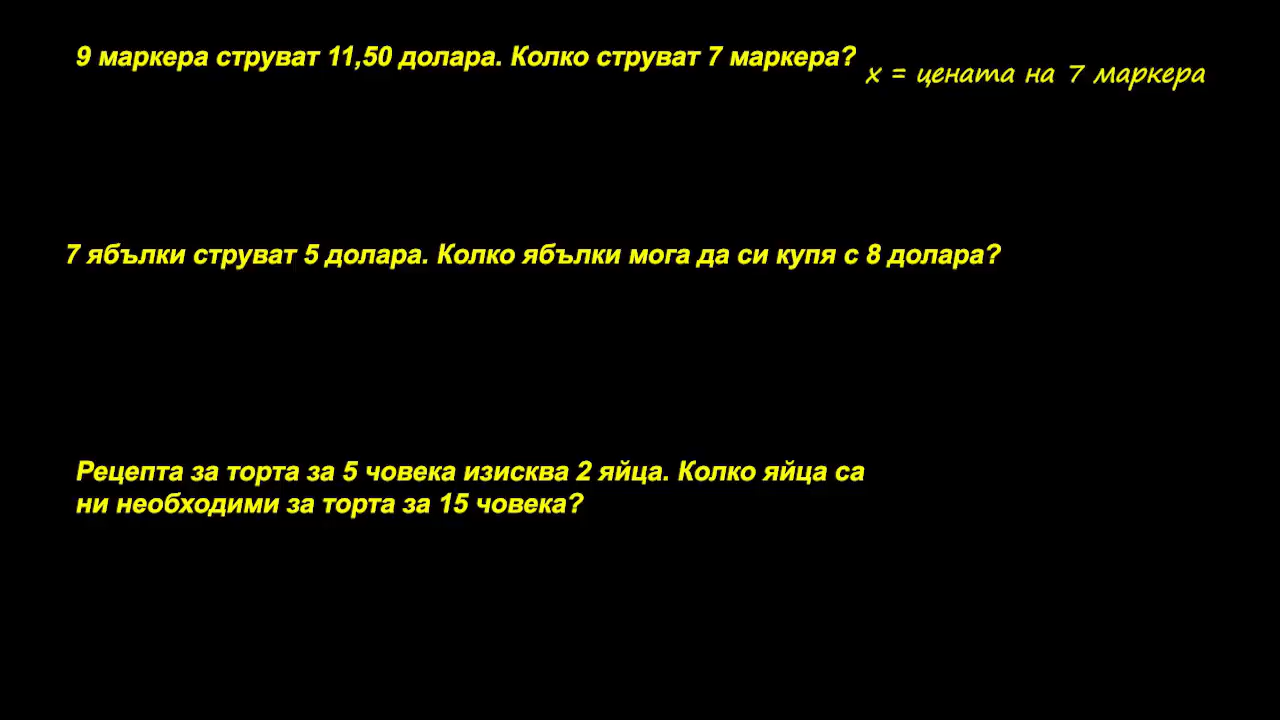 9 маркера струват 11,50 долара. Колко струват 7 маркера?
x = цената на 7 маркера
7 ябълки струват 5 долара. Колко ябълки мога да си купя с 8 долара?
Рецепта за торта за 5 човека изисква 2 яйца. Колко яйца са
ни необходими за торта за 15 човека?